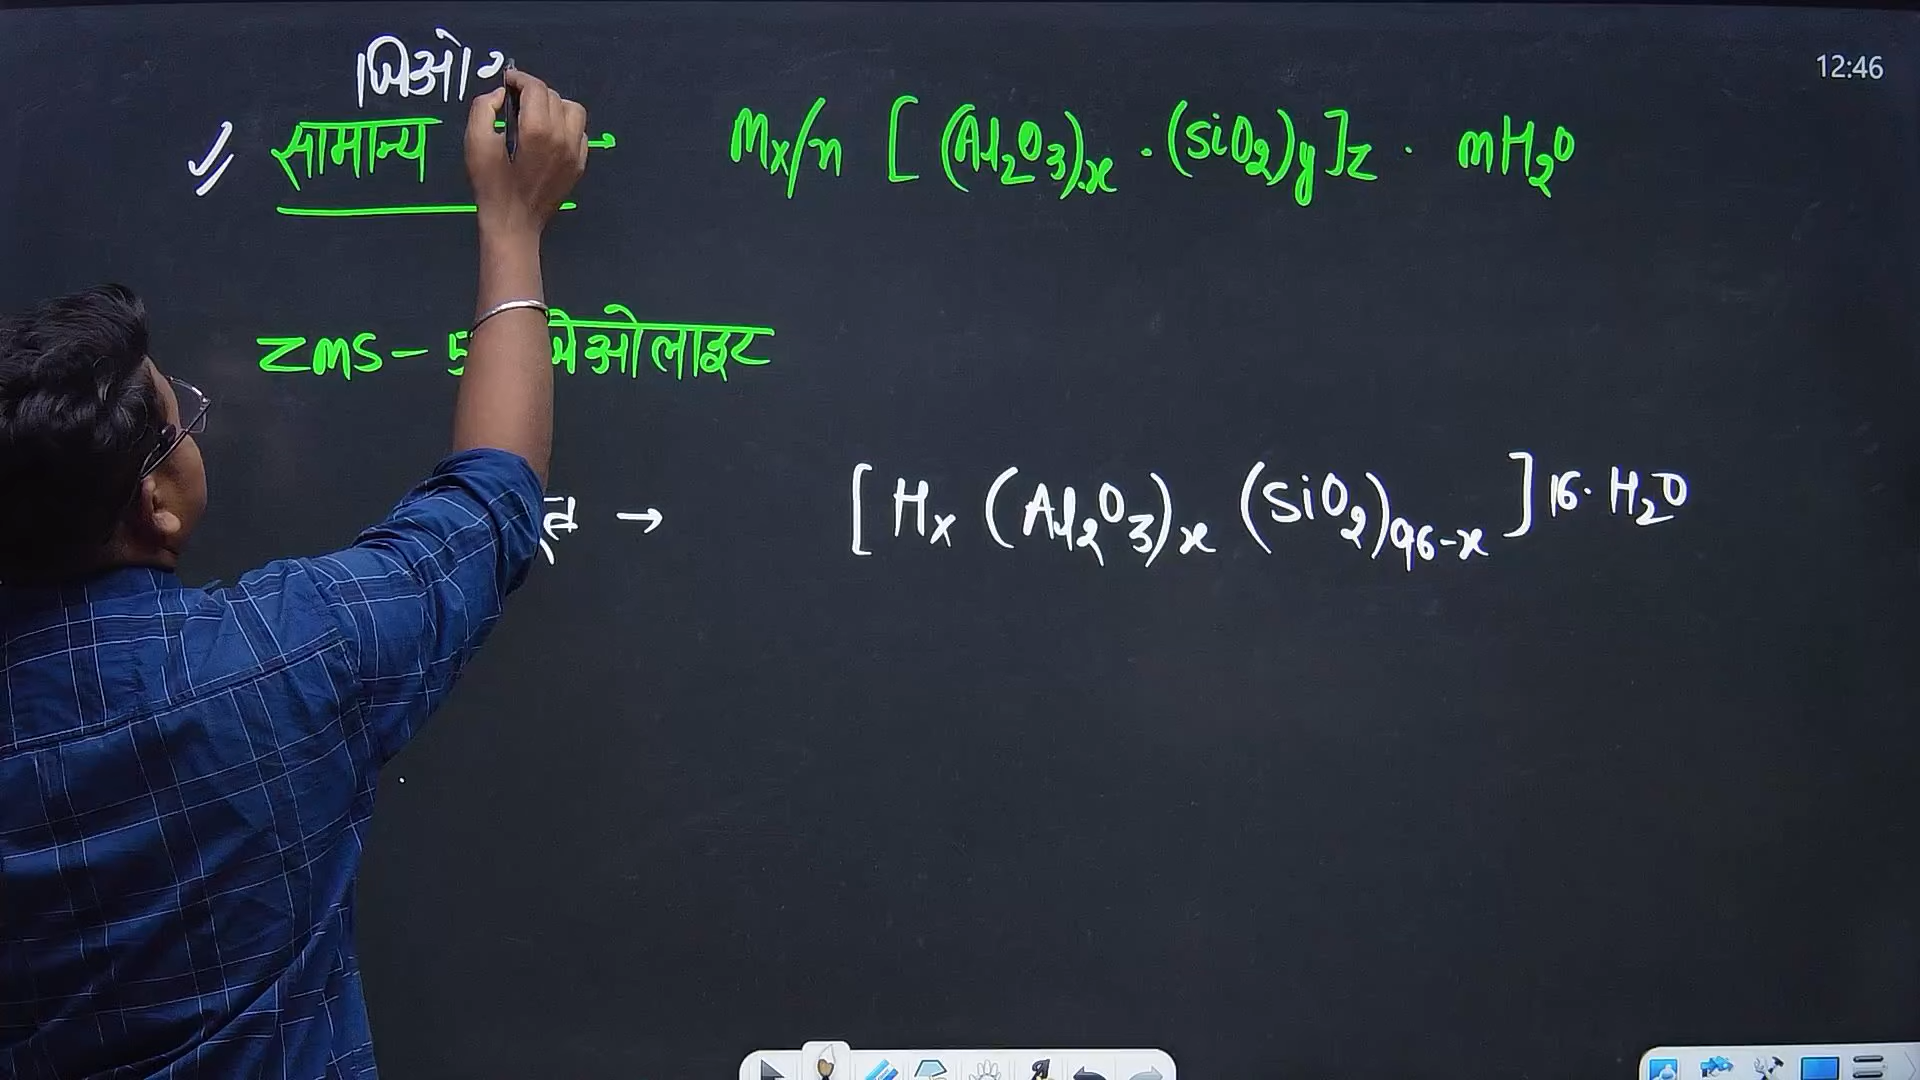 12:46
सामान्य → Mx/n [(Al2O3)x · (SiO2)y]z · mH2O
ZMS - 5 जिओलाइट
→ [Hx (Al2O3)x (SiO2)96-x] 16· H2O